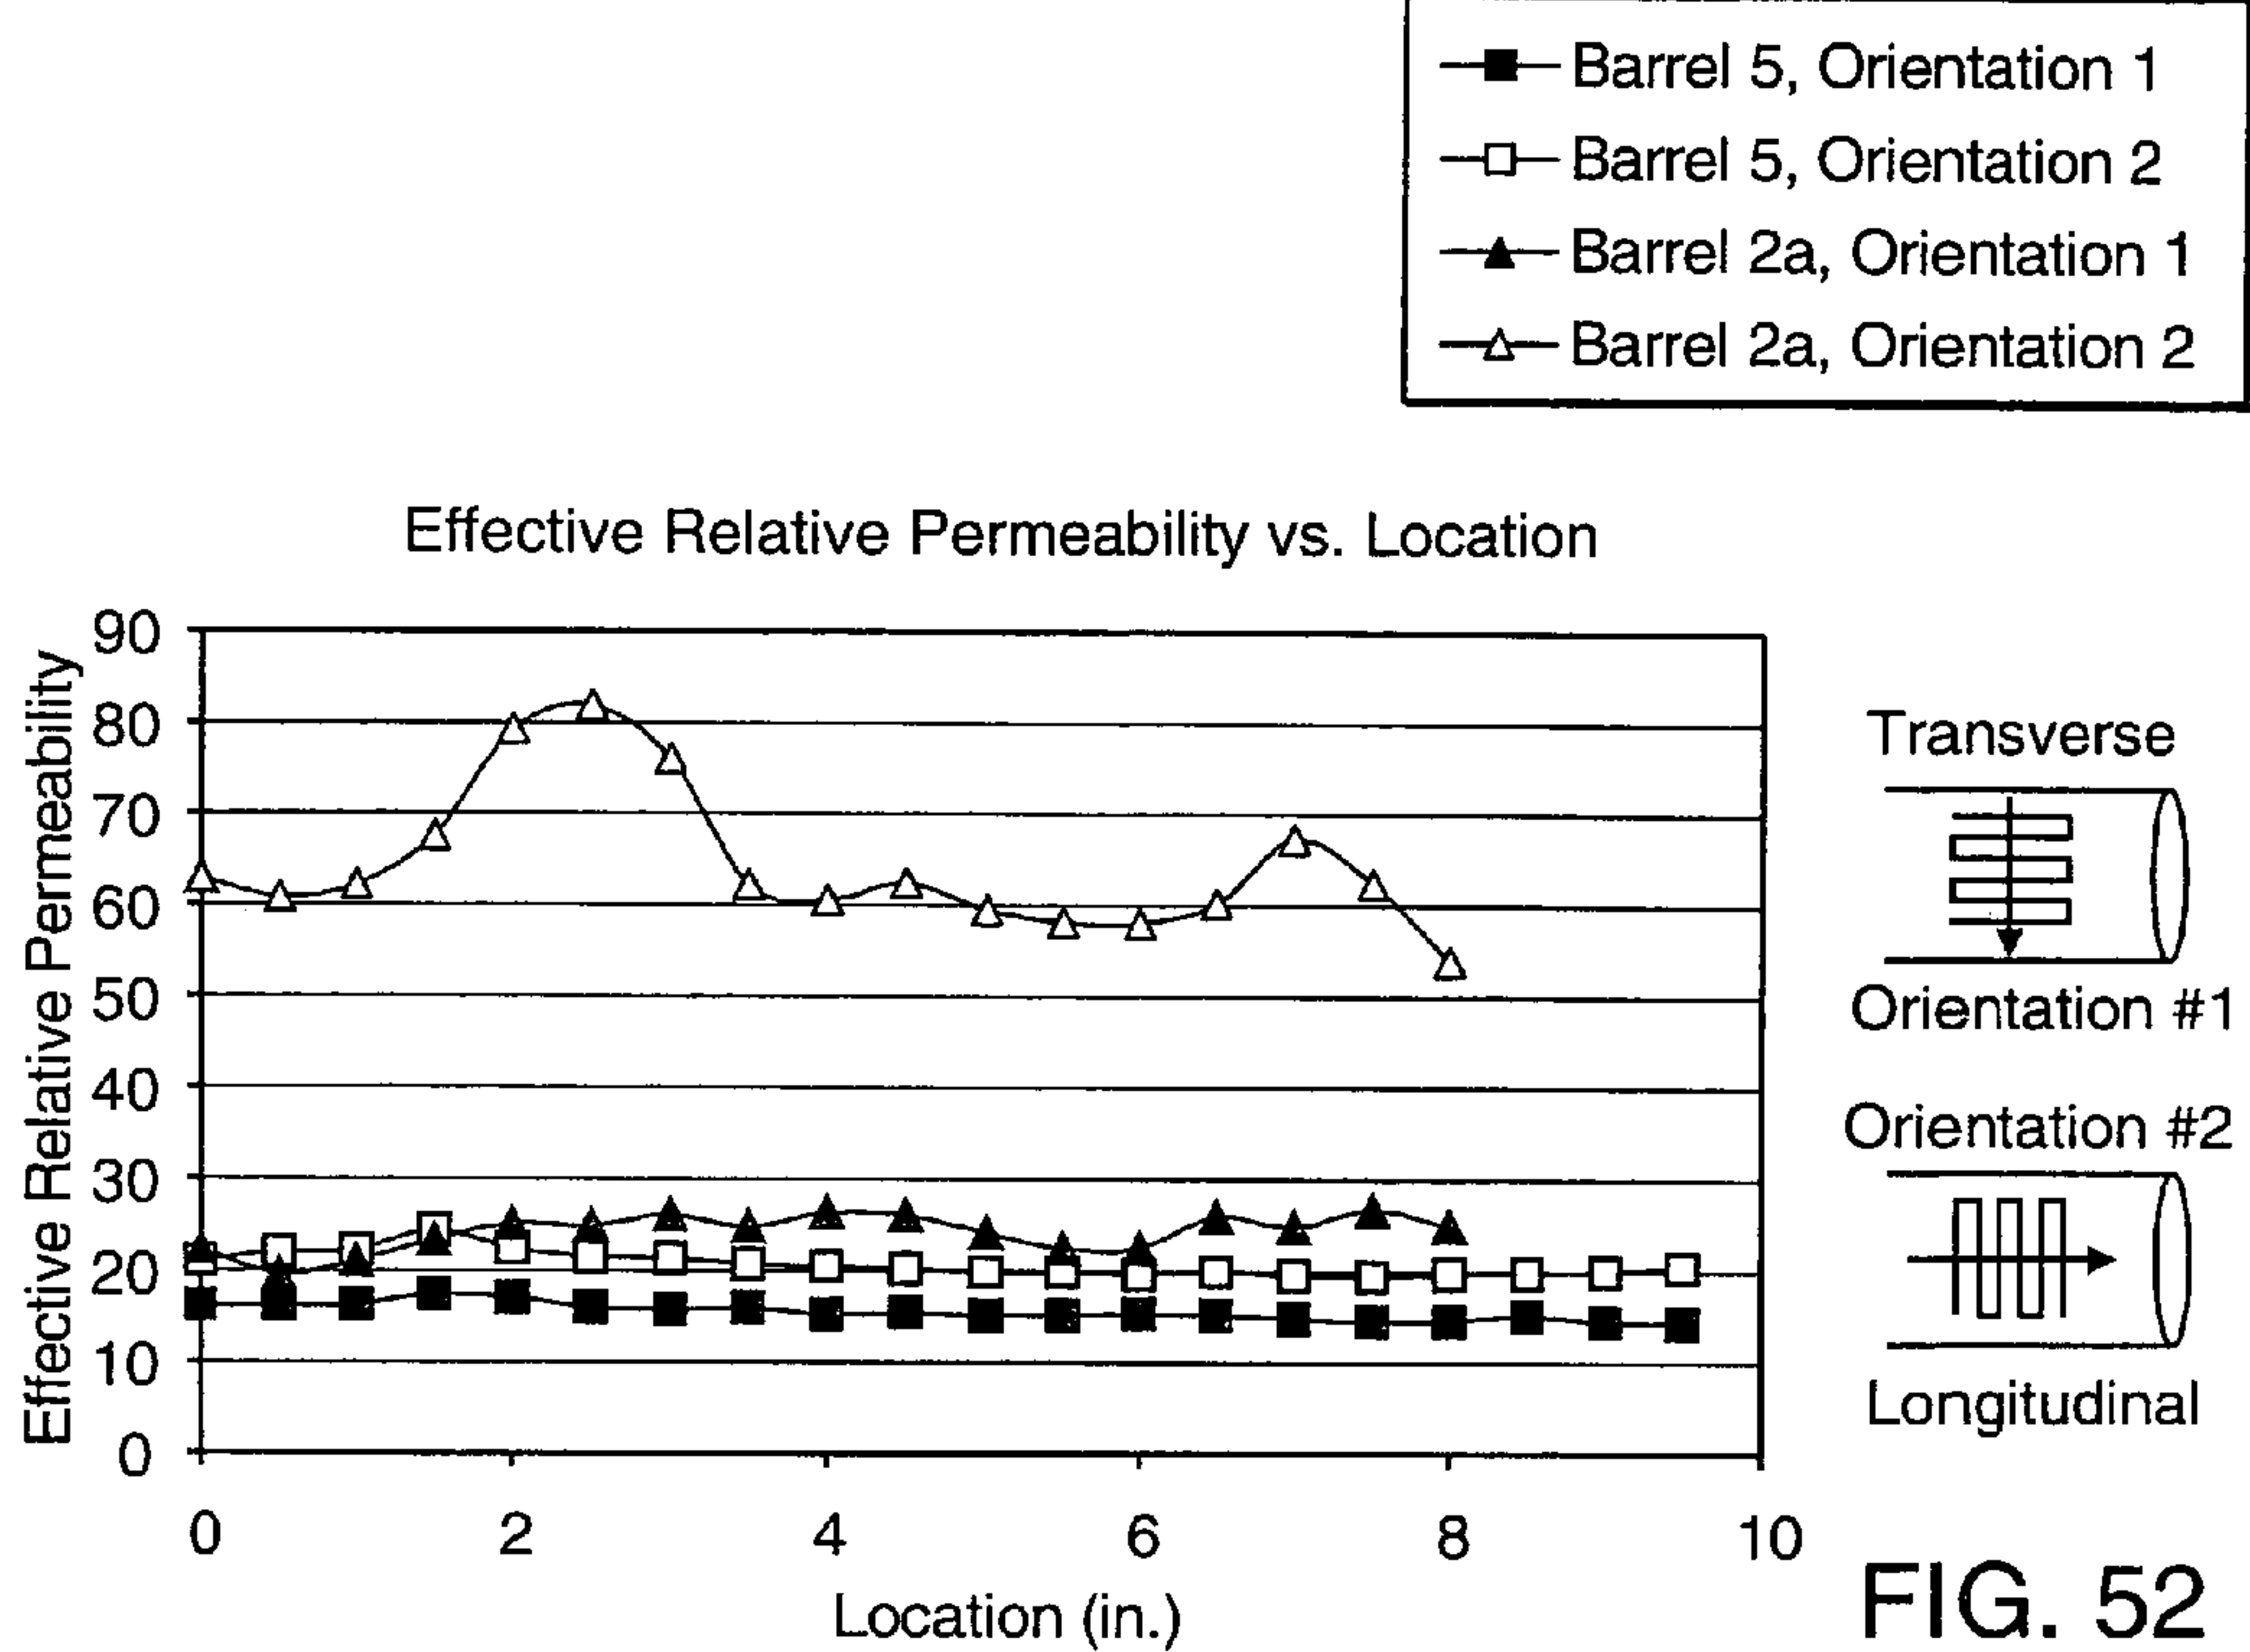 Barrel 5, Orientation 1
Barrel 5, Orientation 2
Barrel 2a, Orientation 1
Barrel 2a, Orientation 2
Effective Relative Permeability vs. Location
Effective Relative Permeability
90
80
70
60
50
40
30
20
10
0
0 2 4 6 8 10
Location (in.)
Transverse
Orientation #1
Orientation #2
Longitudinal
FIG. 52